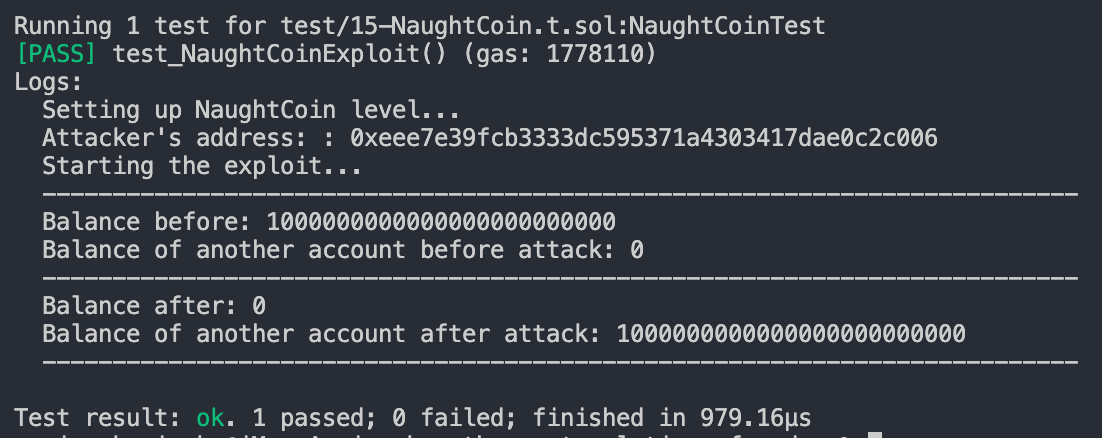 Running 1 test for test/15-NaughtCoin.t.sol:NaughtCoinTest
[PASS] test_NaughtCoinExploit() (gas: 1778110)
Logs:
Setting up NaughtCoin level...
Attacker's address: : 0xeee7e39fcb3333dc595371a4303417dae0c2c006
Starting the exploit...
--------------------------------------------------------------------------
Balance before: 1000000000000000000000000
Balance of another account before attack: 0
--------------------------------------------------------------------------
Balance after: 0
Balance of another account after attack: 1000000000000000000000000
--------------------------------------------------------------------------
Test result: ok. 1 passed; 0 failed; finished in 979.16µs